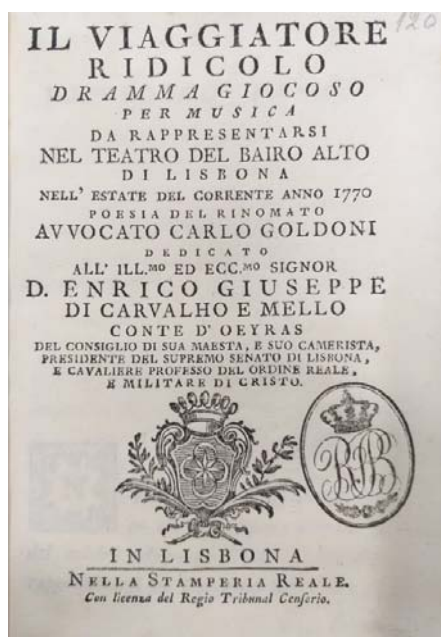 120
IL VIAGGIATORE
RIDICOLO
DRAMMA GIOCOSO
PER MUSICA
DA RAPPRESENTARSI
NEL TEATRO DEL BAIRO ALTO
DI LISBONA
NELL' ESTATE DEL CORRENTE ANNO 1770
POESIA DEL RINOMATO
AVVOCATO CARLO GOLDONI
DEDICATO
ALL' ILL.MO ED ECC.MO SIGNOR
D. ENRICO GIUSEPPE
DI CARVALHO E MELLO
CONTE D' OEYRAS
DEL CONSIGLIO DI SUA MAESTA, E SUO CAMERISTA,
PRESIDENTE DEL SUPREMO SENATO DI LISBONA,
E CAVALIERE PROFESSO DEL ORDINE REALE,
E MILITARE DI CRISTO.
IN LISBONA
NELLA STAMPERIA REALE.
Con licenza del Regio Tribunal Censorio.